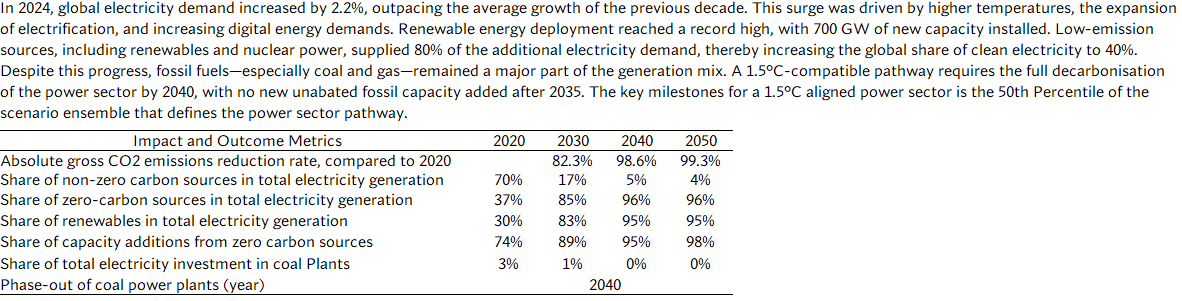 In 2024, global electricity demand increased by 2.2%, outpacing the average growth of the previous decade. This surge was driven by higher temperatures, the expansion
of electrification, and increasing digital energy demands. Renewable energy deployment reached a record high, with 700 GW of new capacity installed. Low-emission
sources, including renewables and nuclear power, supplied 80% of the additional electricity demand, thereby increasing the global share of clean electricity to 40%.
Despite this progress, fossil fuels—especially coal and gas—remained a major part of the generation mix. A 1.5°C-compatible pathway requires the full decarbonisation
of the power sector by 2040, with no new unabated fossil capacity added after 2035. The key milestones for a 1.5°C aligned power sector is the 50th Percentile of the
scenario ensemble that defines the power sector pathway.
Impact and Outcome Metrics 2020 2030 2040 2050
Absolute gross CO2 emissions reduction rate, compared to 2020 82.3% 98.6% 99.3%
Share of non-zero carbon sources in total electricity generation 70% 17% 5% 4%
Share of zero-carbon sources in total electricity generation 37% 85% 96% 96%
Share of renewables in total electricity generation 30% 83% 95% 95%
Share of capacity additions from zero carbon sources 74% 89% 95% 98%
Share of total electricity investment in coal Plants 3% 1% 0% 0%
Phase-out of coal power plants (year) 2040